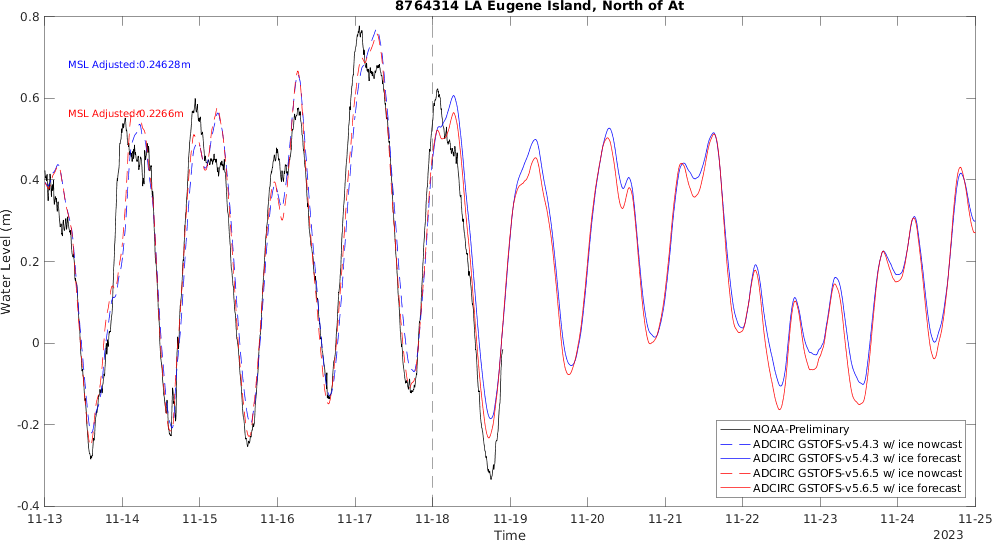 8764314 LA Eugene Island, North of At
0.8
0.6
0.4
0.2
0
-0.2
-0.4
Water Level (m)
MSL Adjusted:0.24628m
MSL Adjusted:0.2266m
NOAA-Preliminary
ADCIRC GSTOFS-v5.4.3 w/ ice nowcast
ADCIRC GSTOFS-v5.4.3 w/ ice forecast
ADCIRC GSTOFS-v5.6.5 w/ ice nowcast
ADCIRC GSTOFS-v5.6.5 w/ ice forecast
11-13 11-14 11-15 11-16 11-17 11-18 11-19 11-20 11-21 11-22 11-23 11-24 11-25
Time
2023